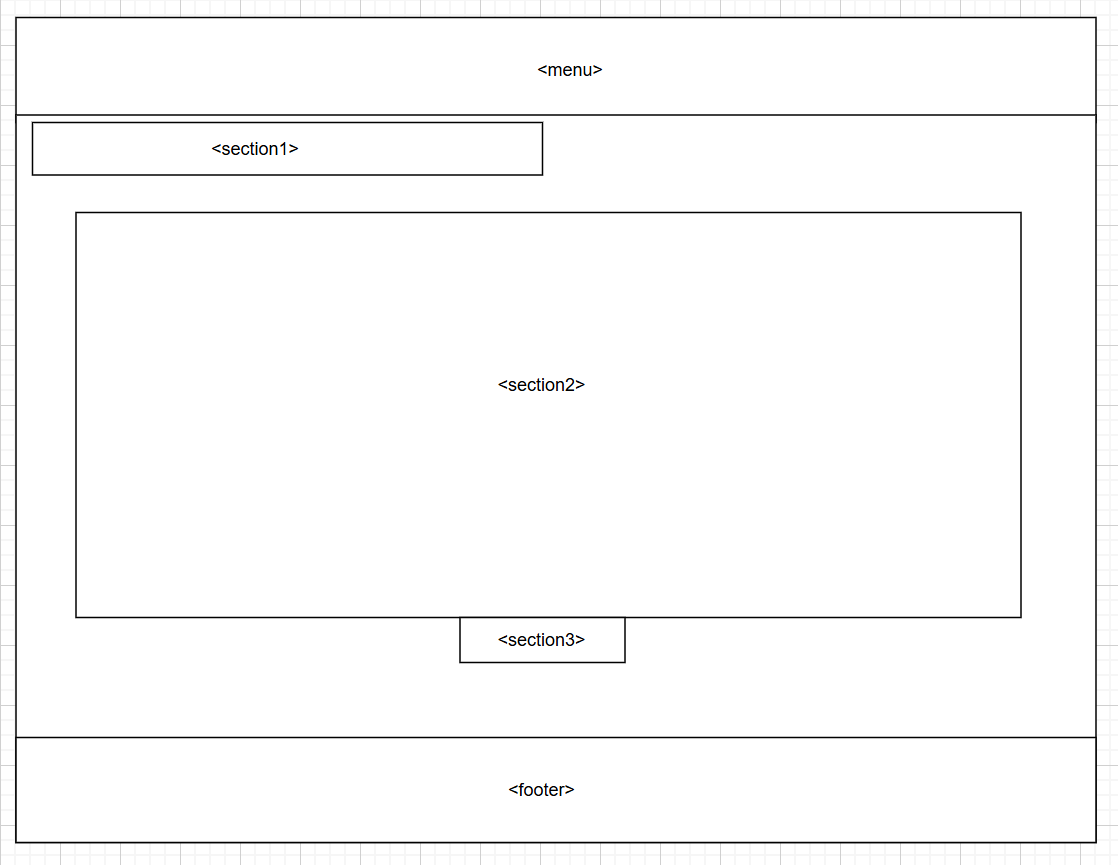 <menu>
<section1>
<section2>
<section3>
<footer>